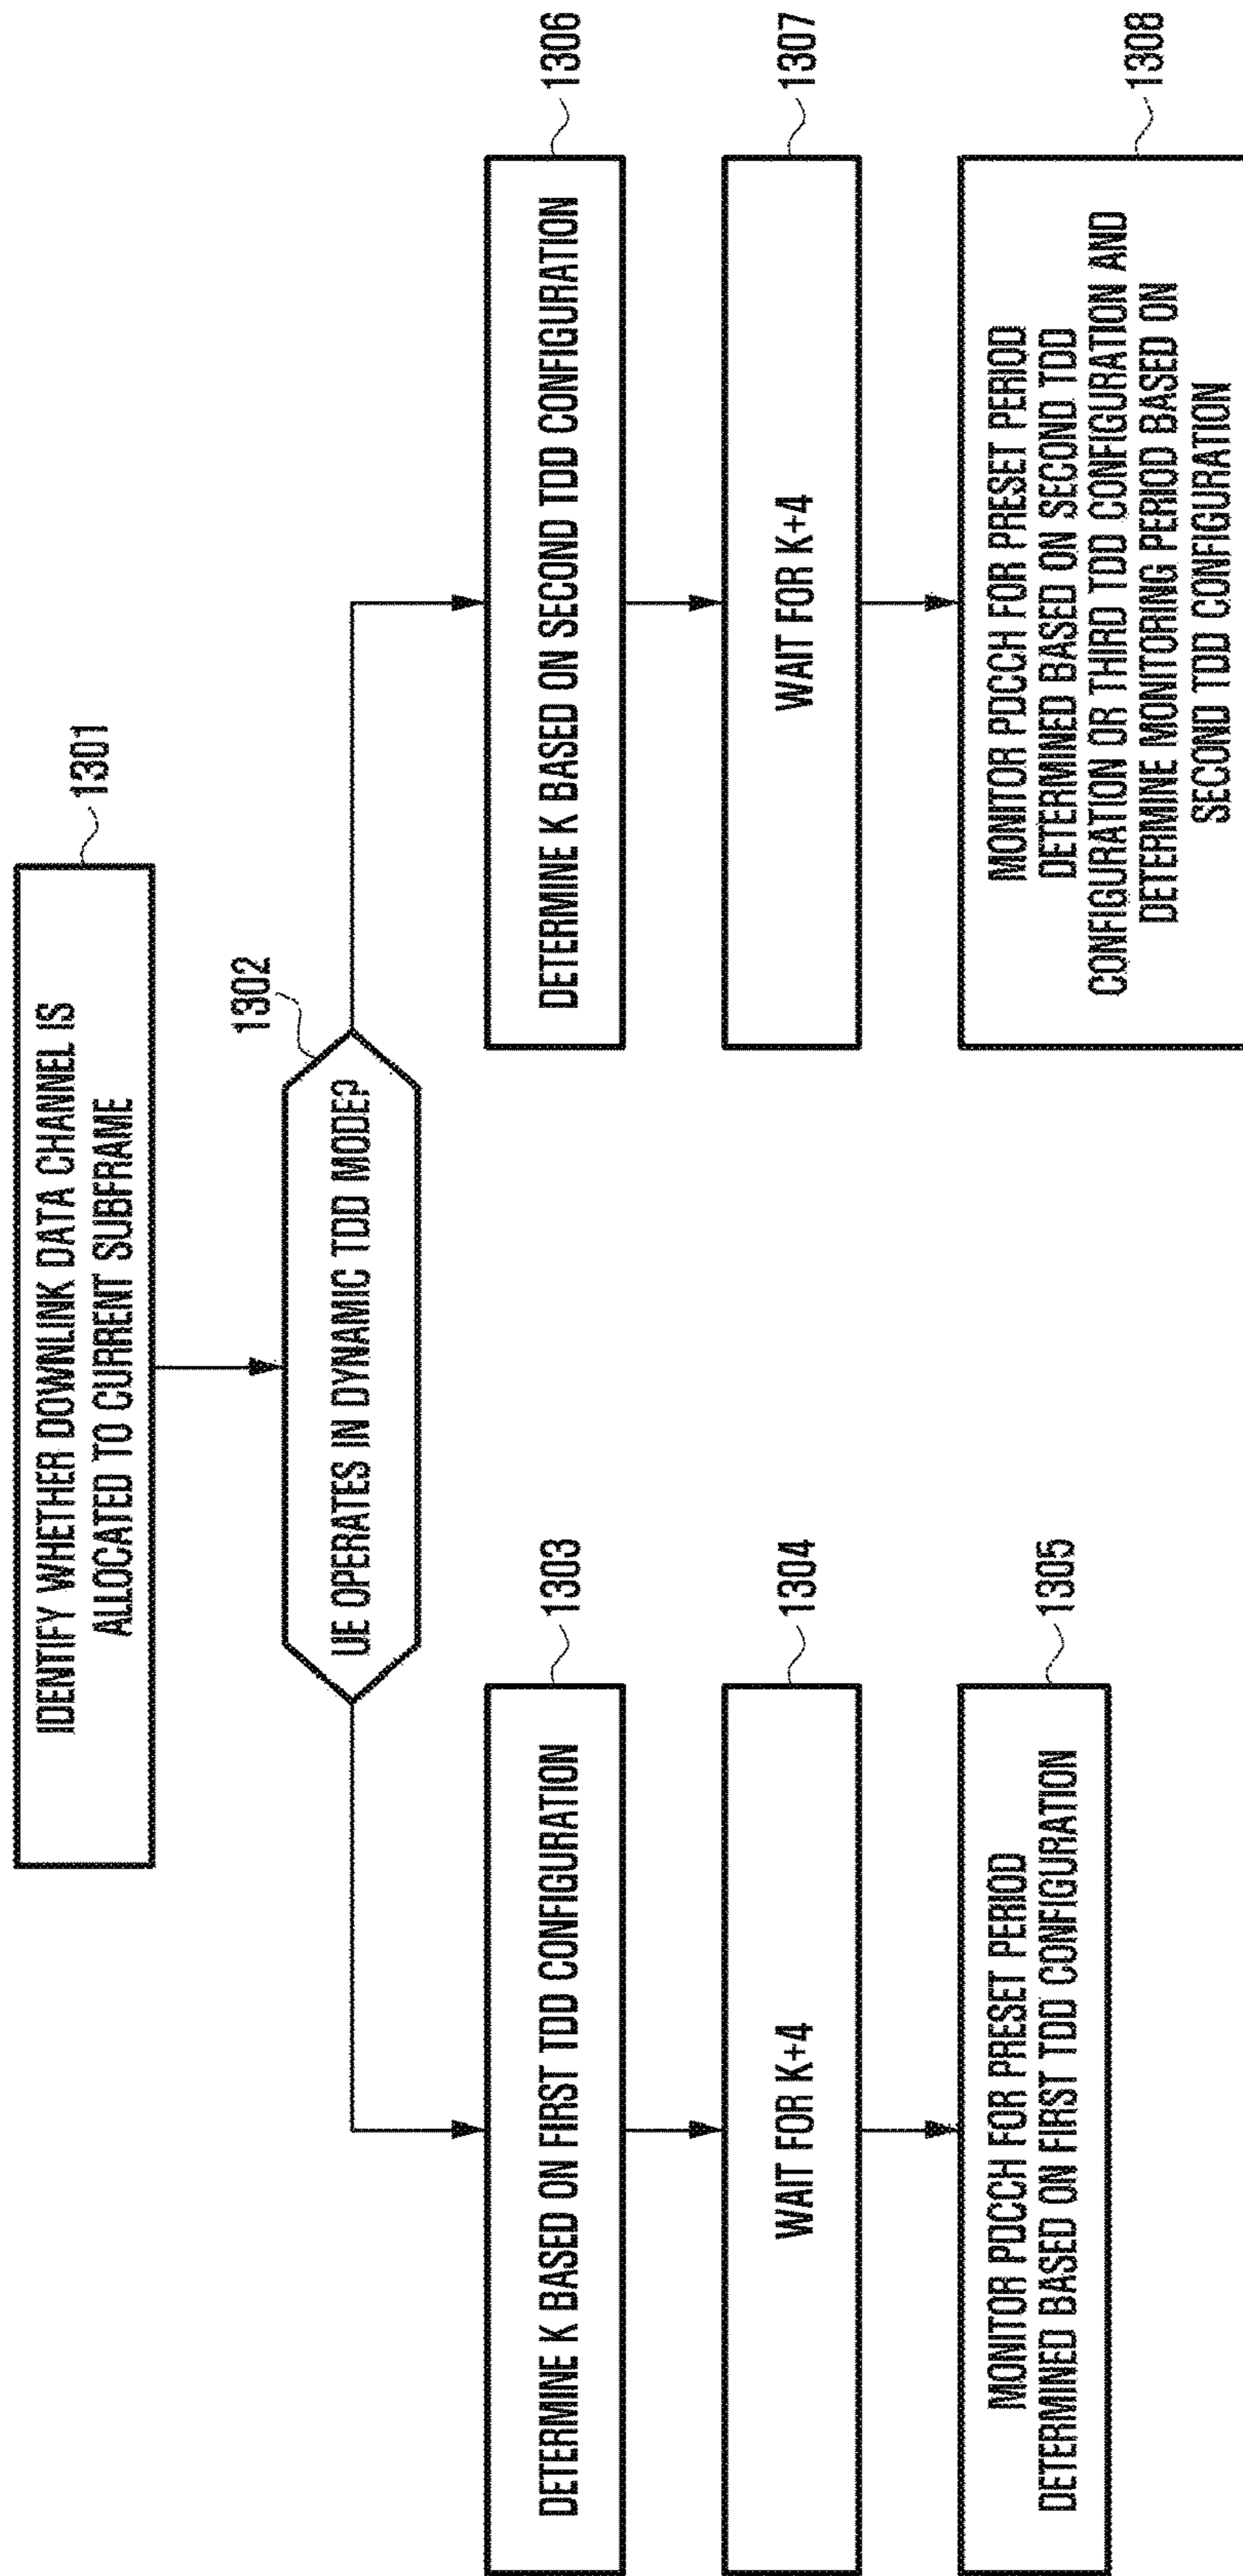 IDENTIFY WHETHER DOWNLINK DATA CHANNEL IS
ALLOCATED TO CURRENT SUBFRAME
1301
UE OPERATES IN DYNAMIC TDD MODE?
1302
DETERMINE K BASED ON FIRST TDD CONFIGURATION
1303
WAIT FOR K+4
1304
MONITOR PDCCH FOR PRESET PERIOD
DETERMINED BASED ON FIRST TDD CONFIGURATION
1305
DETERMINE K BASED ON SECOND TDD CONFIGURATION
1306
WAIT FOR K+4
1307
MONITOR PDCCH FOR PRESET PERIOD
DETERMINED BASED ON SECOND TDD
CONFIGURATION OR THIRD TDD CONFIGURATION AND
DETERMINE MONITORING PERIOD BASED ON
SECOND TDD CONFIGURATION
1308